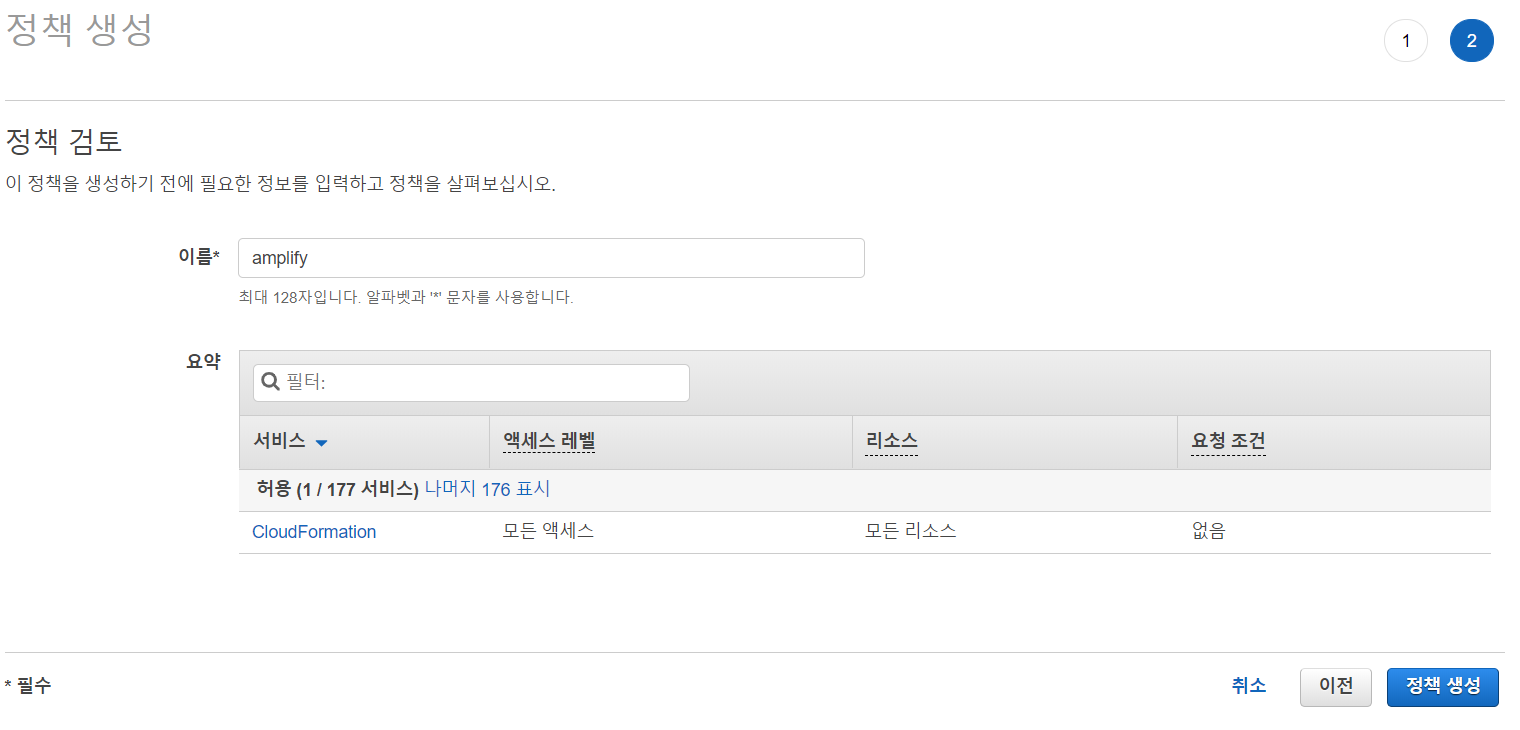 정책 생성
1
2
정책 검토
이 정책을 생성하기 전에 필요한 정보를 입력하고 정책을 살펴보십시오.
이름* amplify
최대 128자입니다. 알파벳과 '*' 문자를 사용합니다.
요약
필터:
서비스 액세스 레벨 리소스 요청 조건
허용 (1 / 177 서비스) 나머지 176 표시
CloudFormation 모든 액세스 모든 리소스 없음
* 필수 취소 이전 정책 생성